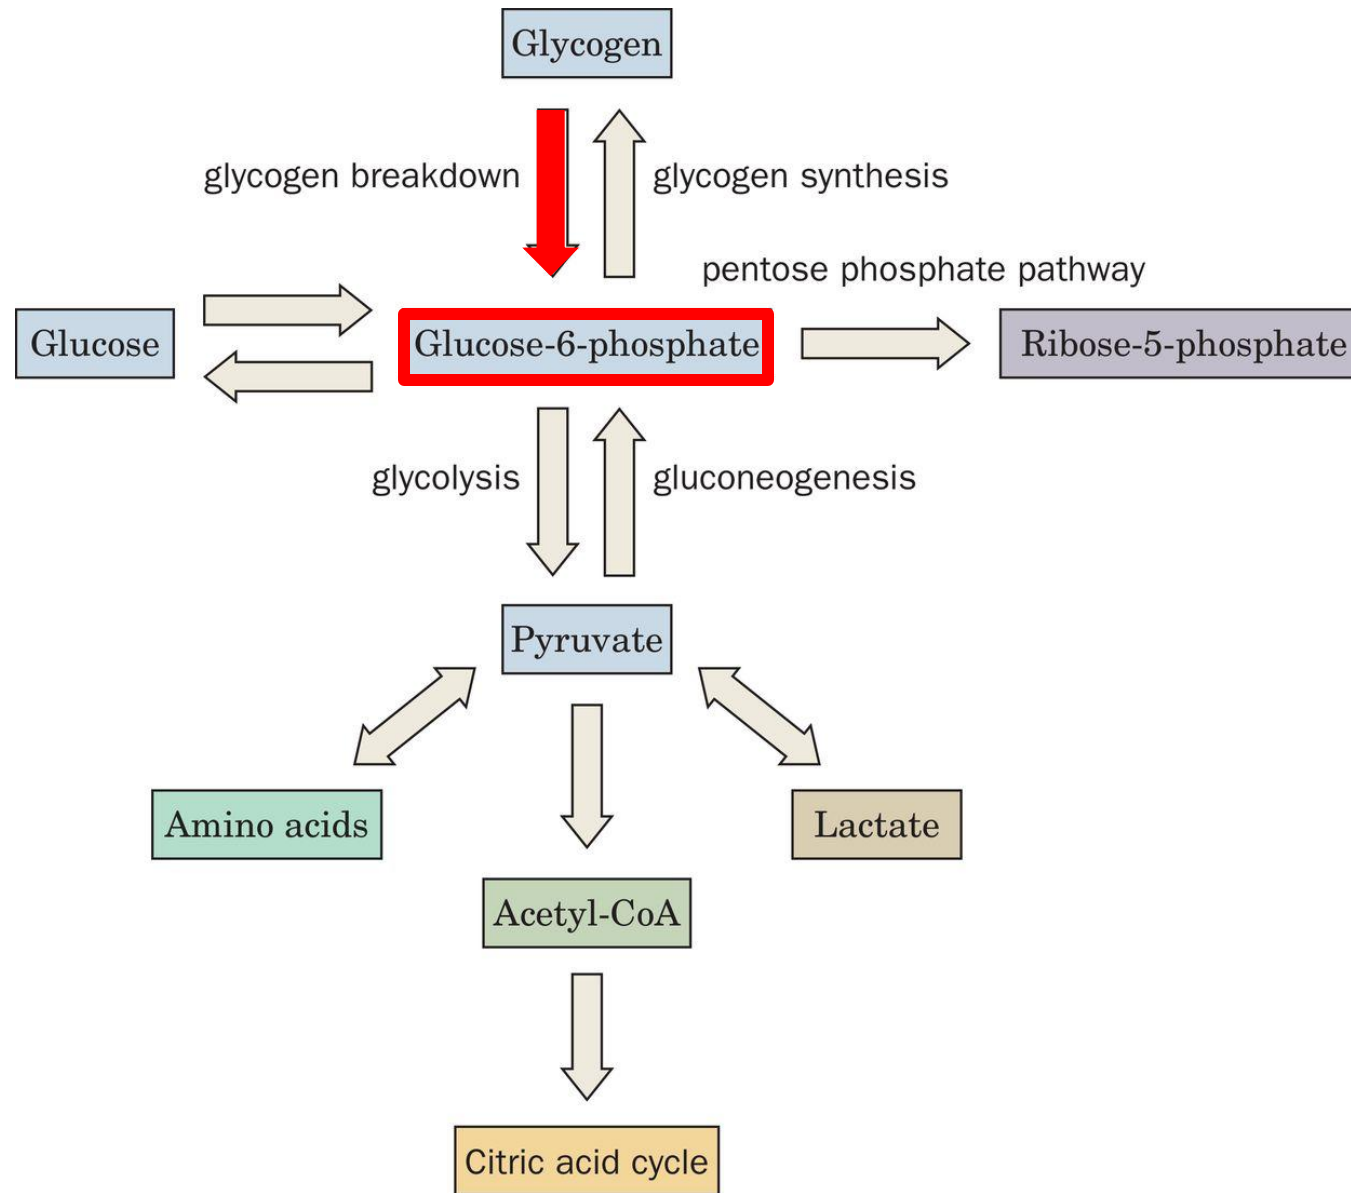 Glycogen
glycogen breakdown
glycogen synthesis
pentose phosphate pathway
Glucose
Glucose-6-phosphate
Ribose-5-phosphate
glycolysis
gluconeogenesis
Pyruvate
Amino acids
Lactate
Acetyl-CoA
Citric acid cycle